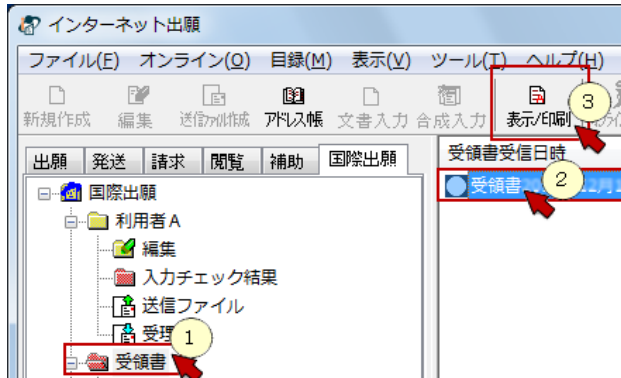 インターネット出願
ファイル(F) オンライン(O) 目録(M) 表示(V) ツール(T) ヘルプ(H)
新規作成 編集 送信ファイル作成 アドレス帳 文書入力 合成入力 表示/印刷
3
出願 発送 請求 閲覧 補助 国際出願
受領書受信日時
国際出願
受領書
2
利用者A
編集
入力チェック結果
送信ファイル
受理
1
受領書